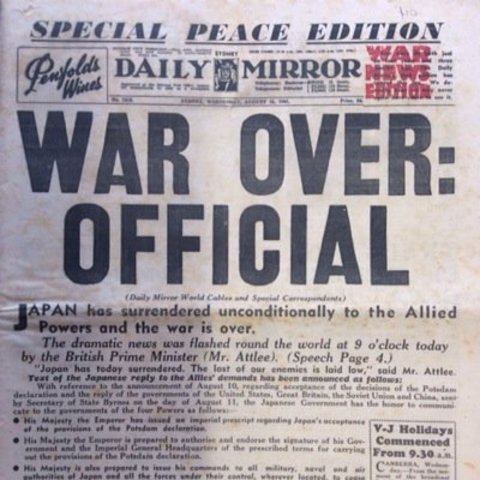 SPECIAL PEACE EDITION
Penfolds Wines
SYDNEY
DAILY MIRROR
WAR NEWS EDITION
SYDNEY, WEDNESDAY, AUGUST 15, 1945.
WAR OVER:
OFFICIAL
(Daily Mirror World Cables and Special Correspondents)
JAPAN has surrendered unconditionally to the Allied
Powers and the war is over.
The dramatic news was flashed round the world at 9 o'clock today
by the British Prime Minister (Mr. Attlee). (Speech Page 4.)
"Japan has today surrendered. The last of our enemies is laid low," said Mr. Attlee.
Text of the Japanese reply to the Allies' demands has been announced as follows:
With reference to the announcement of August 10, regarding acceptance of the decisions of the Potsdam
declaration and the reply of the governments of the United States, Great Britain, the Soviet Union and China, sent
by Secretary of State Byrnes on the day of August 11, the Japanese Government has the honor to communi-
cate to the governments of the four Powers as follows:—
His Majesty the Emperor has issued an imperial rescript regarding Japan's acceptance
of the provisions of the Potsdam declaration.
His Majesty the Emperor is prepared to authorise and endorse the signature of his Gov-
ernment and the Imperial General Headquarters of the prescribed terms for carrying
out the provisions of the Potsdam declaration.
His Majesty is also prepared to issue his commands to all military, naval and air
authorities of Japan and all the forces under their control, wherever located, to cease
V-J Holidays
Commenced
From 9.30 a.m.
CANBERRA, Wednes-